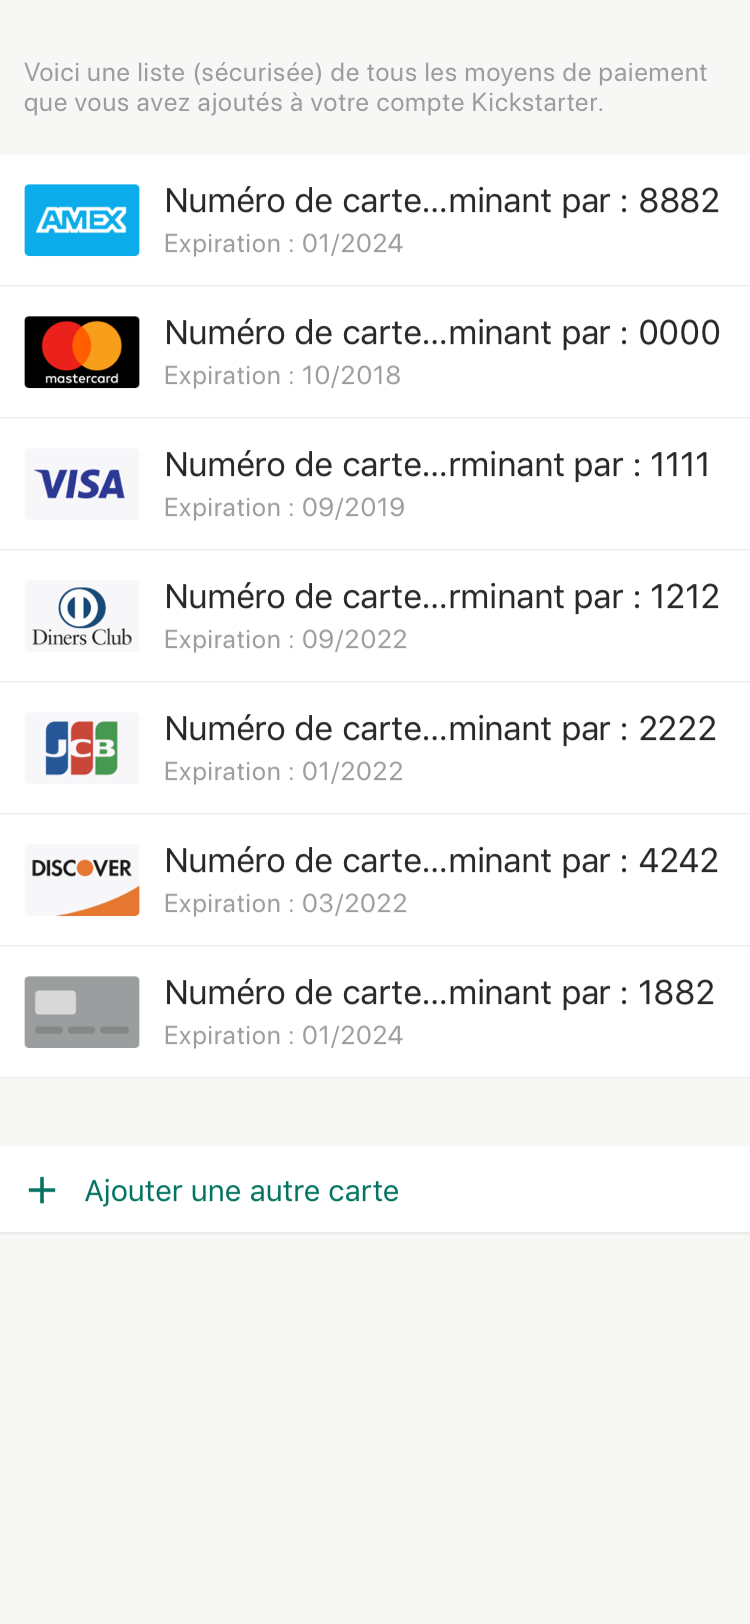 Voici une liste (sécurisée) de tous les moyens de paiement
que vous avez ajoutés à votre compte Kickstarter.
AMEX
Numéro de carte...minant par : 8882
Expiration : 01/2024
mastercard
Numéro de carte...minant par : 0000
Expiration : 10/2018
VISA
Numéro de carte...rminant par : 1111
Expiration : 09/2019
Diners Club
Numéro de carte...rminant par : 1212
Expiration : 09/2022
JCB
Numéro de carte...minant par : 2222
Expiration : 01/2022
DISCOVER
Numéro de carte...minant par : 4242
Expiration : 03/2022
Numéro de carte...minant par : 1882
Expiration : 01/2024
+ Ajouter une autre carte